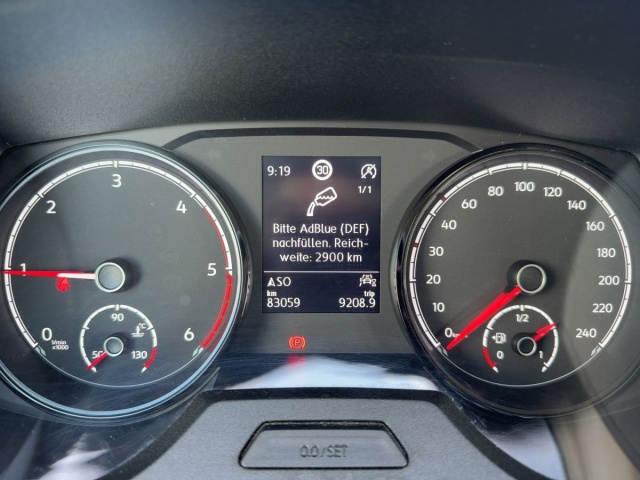 9:19 30
1/1
Bitte AdBlue (DEF)
nachfüllen. Reich-
weite: 2900 km
SO
km trip
83059 9208.9
0 1 2 3 4 5 6
1/min
x1000
50 90 130
°C
0 10 20 30 40 60 80 100 120 140 160 180 200 220 240
0 1/2 1
P
0.0/SET